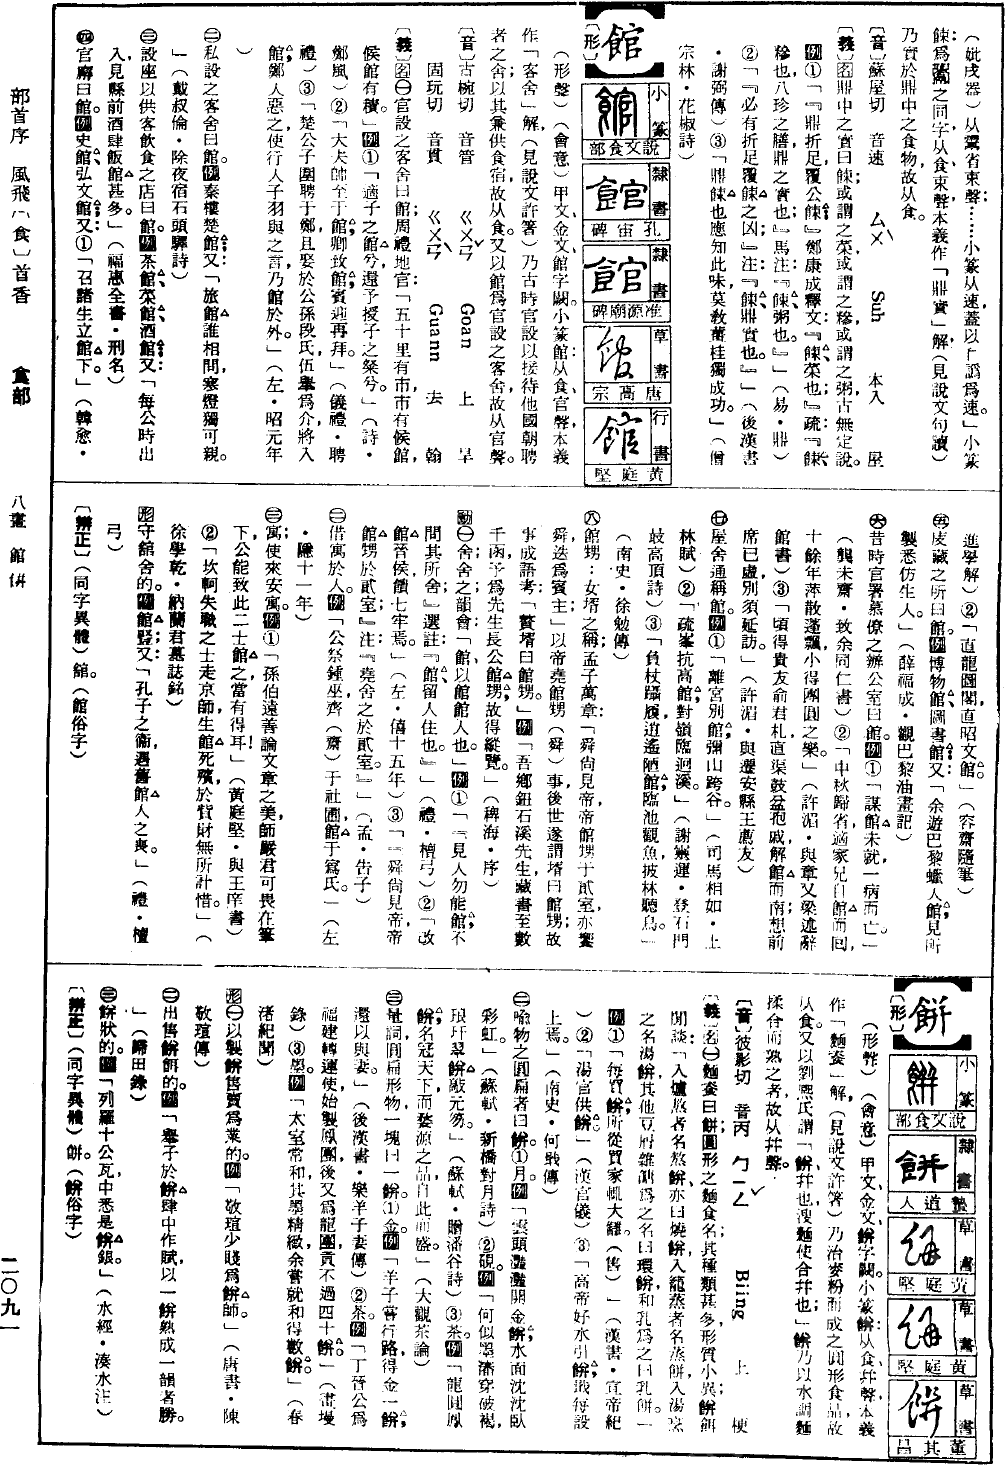 （妣戌器）从鬻省束聲……小篆从速蓋以𠂇譌爲速。」小篆
餗爲鬻之同字从食束聲本義作「鼎實」解（見說文句讀）
乃實於鼎中之食物故从食。
〔音〕蘇屋切　音速　ㄙㄨˋ　Suh　本入　屋
〔義〕名鼎中之實曰餗或謂之菜或謂之糝或謂之粥古無定說。
例①「『鼎折足覆公餗』鄭康成釋文『餗菜也』疏『餗
糝也八珍之膳鼎之實也』馬注『餗粥也。』」（易・鼎）
②「『必有折足覆餗之凶』注『餗鼎實也。』」（後漢書
・謝弼傳）③「鼎餗也應知此味莫敎薑桂獨成功。」（僧
宗林・花椒詩）
館
小篆　說文食部
隸書　孔宙碑
隸書　淮源廟碑
草書　唐高宗
行書　黃庭堅
〔形〕
（形聲）（會意）甲文、金文館字闕。小篆館从食、官聲本義
作「客舍」解（見說文許箸）乃古時官設以接待他國朝聘
者之舍；以其兼供食宿故从食。又以館爲官設之客舍故从官聲。
〔音〕古椀切　音管　ㄍㄨㄢˇ　Goan　上　旱
固玩切　音貫　ㄍㄨㄢˋ　Guann　去　翰
〔義〕名㊀官設之客舍曰館；周禮地官「五十里有市市有候館，
候館有積。」例①「適子之館兮還予授子之粲兮。」（詩・
鄭風）②「大夫帥至于館卿致館賓迎再拜。」（儀禮・聘
禮）③「楚公子圍聘于鄭且娶於公孫段氏伍舉爲介將入
館鄭人惡之使行人子羽與之言乃館於外。」（左・昭元年
）
㊁私設之客舍曰館。例秦樓楚館；又「旅館誰相問寒燈獨可親。
」（戴叔倫・除夜宿石頭驛詩）
㊂設座以供客飲食之店曰館。例茶館菜館酒館；又「每公時出
入見縣前酒肆飯館甚多。」（福惠全書・刑名）
㊃官廨曰館。例史館弘文館；又①「召諸生立館下。」（韓愈・
進學解）②「直龍圖閣，直昭文館。」（容齋隨筆）
㊄庋藏之所曰館。例博物館圖書館；又「余遊巴黎蠟人館見所
製悉仿生人。」（薛福成・觀巴黎油畫記）
㊅昔時官署慕僚之辦公室曰館。例①「謀館未就一病而亡」
（龔未齋・致余同仁書）②「中秋歸省適家兄自館而回，
十餘年萍散蓬飄小得團圓之樂。」（許湄・與章又梁述辭
館書）③「頃得貴友俞君札直渠鼓盆孢戚解館而南想前
席已虛別須延訪」（許湄・與遷安縣王薦友）
㊆屋舍通稱館。例①「離宮別館彌山跨谷。」（司馬相如・上
林賦）②「疏峯抗高館對嶺臨迴溪。」（謝靈運・登石門
最高頂詩）③「負杖躡履逍遙陋館臨池觀魚披林聽鳥。」
（南史・徐勉傳）
㊇館甥：女壻之稱；孟子萬章：「舜尙見帝帝館甥于貳室，亦饗
舜迭爲賓主」以帝堯館甥（舜）事後世遂謂壻曰館甥；故
事成語考：「贅壻曰館甥。」例「吾鄉鈕石溪先生藏書至數
千函予爲先生長公館甥故得縱覽。」（稗海・序）
動㊀舍；舍之；韻會：「館以館館人也。」例①「『見人勿能館不
問其所舍』選註『館留人住也。』」（禮・檀弓）②「改
館晉侯饋七牢焉。」（左・僖十五年）③「『舜尙見帝帝
館甥於貳室』注『堯舍之於貳室』」（孟・告子）
㊁借寓於人。例「公祭鍾巫齊（齋）于社圃館于寪氏。」（左
・隱十一年）
㊂寓使來安寓。例①「孫伯遠善論文章之美師嚴君可畏在筆
下公能致此二士館之當有得耳！」（黃庭堅・與王庠書）
②「坎軻失職之士走京師生館死殯於貲財無所計惜。」（
徐學乾・納蘭君墓誌銘）
形守舘舍的。例館豎；又「孔子之衞遇舊館人之喪。」（禮・檀
弓）
〔辨正〕（同字異體）舘。（館俗字）
餅
小篆　說文食部
隸書　道人
草書　黃庭堅
草書　黃庭堅
草書　董其昌
〔形〕
（形聲）（會意）甲文金文餅字闕。小篆餅从食、幷聲本義
作「麵餈」解（見說文許箸）乃治麥粉而成之圓形食品故
从食。又以劉熙氏謂「餅、幷也溲麵使合幷也」餅乃以水調麵
揉合而熟之者故从幷聲。
〔音〕彼影切　音丙　ㄅㄧㄥˇ　Biing　上　梗
〔義〕名㊀麵餈曰餅；圓形之麵食名其種類甚多形質小異餅餌
閒談：「入爐熬者名熬餅亦曰燒餅入籠蒸者名蒸餅入湯烹
之名湯餅其他豆屑雜餹爲之名曰環餅和乳爲之曰乳餅」
例①「每買餅所從買家輒大讎（售）」（漢書・宣帝紀
）②「湯官供餅」（漢官儀）③「高帝好水引餅戢每設
上焉。」（南史・何戢傳）
㊁喩物之圓扁者曰餅。①月。例「雲頭灩灩開金餅水面沈沈臥
彩虹。」（蘇軾・新橋對月詩）②硯。例「何似墨潘穿破褐
琅玕翠餅敲元笏。」（蘇軾・贈潘谷詩）③茶。例「龍團鳳
餅名冠天下而婺源之品自此而盛。」（大觀茶論）
㊂量詞圓扁形物一塊曰一餅。①金。例「羊子嘗行路得金一餅
還以與妻。」（後漢書・樂羊子妻傳）②茶。例「丁晉公爲
福建轉運使始製鳳團後又爲龍團貢不過四十餅」（畫墁
錄）③墨。例「太室常和其墨精緻余嘗就和得數餅。」（春
渚紀聞）
形㊀以製餅售賣爲業的。例「敬瑄少賤爲餅師。」（唐書・陳
敬瑄傳）
㊁出售餅餌的。例「舉子於餅肆中作賦以一餅熟成一韻者勝。
」（歸田錄）
㊂餅狀的。例「列羅十公瓦中悉是餅銀。」（水經・湊水注）
〔辨正〕（同字異體）餠。（餅俗字）
部首序　風飛〔食〕首香　食部　八畫　館餅　二〇九一